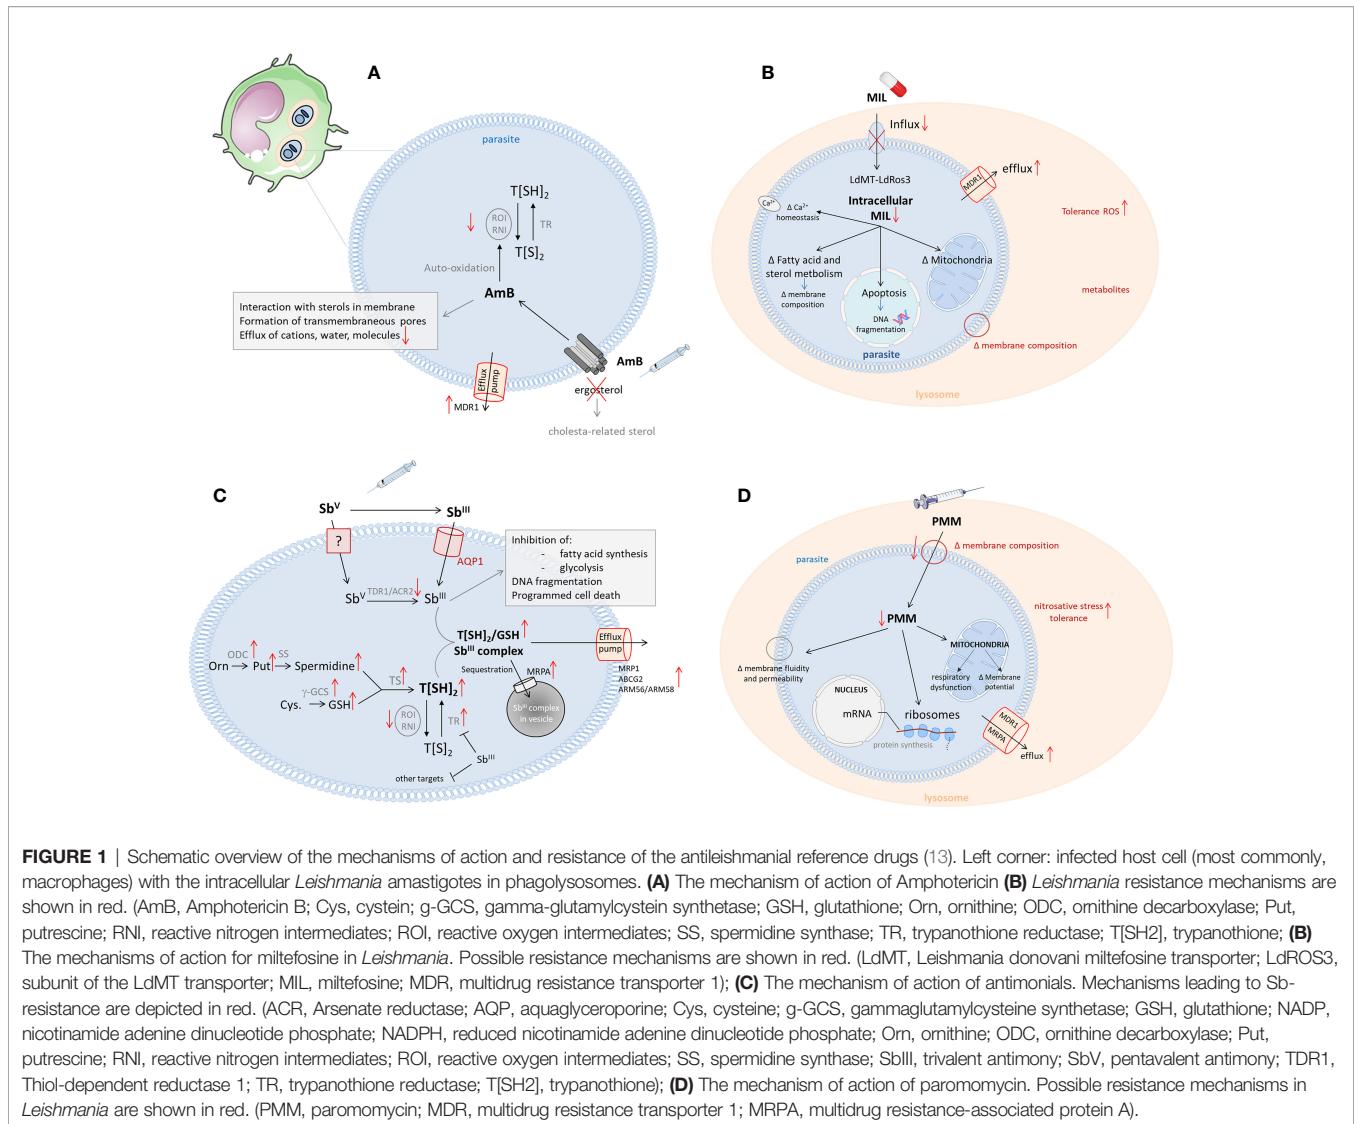 A
parasite
T[SH]2
ROI
RNI
TR
T[S]2
Auto-oxidation
AmB
Interaction with sterols in membrane
Formation of transmembraneous pores
Efflux of cations, water, molecules
AmB
Efflux
pump
MDR1
ergosterol
cholesta-related sterol
B
MIL
Influx
LdMT-LdRos3
MDR1
efflux
Intracellular
MIL
Ca2+
Δ Ca2+
homeostasis
Tolerance ROS
Δ Fatty acid and
sterol metbolism
Δ membrane
composition
Δ Mitochondria
Apoptosis
DNA
fragmentation
parasite
metabolites
Δ membrane composition
lysosome
C
SbV
SbIII
?
AQP1
Inhibition of:
- fatty acid synthesis
- glycolysis
DNA fragmentation
Programmed cell death
SbV
TDR1/ACR2
SbIII
T[SH]2/GSH
SbIII complex
Efflux
pump
MRP1
ABCG2
ARM56/ARM58
Sequestration
MRPA
SbIII complex
in vesicle
ODC
SS
Orn
Put
Spermidine
γ-GCS
TS
Cys.
GSH
T[SH]2
ROI
RNI
TR
T[S]2
SbIII
other targets
D
PMM
parasite
Δ membrane composition
nitrosative stress
tolerance
PMM
Δ membrane fluidity
and permeability
MITOCHONDRIA
respiratory
dysfunction
Δ Membrane
potential
NUCLEUS
mRNA
ribosomes
protein synthesis
MDR1
MRPA
efflux
lysosome
FIGURE 1 | Schematic overview of the mechanisms of action and resistance of the antileishmanial reference drugs (13). Left corner: infected host cell (most commonly,
macrophages) with the intracellular Leishmania amastigotes in phagolysosomes. (A) The mechanism of action of Amphotericin (B) Leishmania resistance mechanisms are
shown in red. (AmB, Amphotericin B; Cys, cystein; g-GCS, gamma-glutamylcystein synthetase; GSH, glutathione; Orn, ornithine; ODC, ornithine decarboxylase; Put,
putrescine; RNI, reactive nitrogen intermediates; ROI, reactive oxygen intermediates; SS, spermidine synthase; TR, trypanothione reductase; T[SH2], trypanothione; (B)
The mechanisms of action for miltefosine in Leishmania. Possible resistance mechanisms are shown in red. (LdMT, Leishmania donovani miltefosine transporter; LdROS3,
subunit of the LdMT transporter; MIL, miltefosine; MDR, multidrug resistance transporter 1); (C) The mechanism of action of antimonials. Mechanisms leading to Sb-
resistance are depicted in red. (ACR, Arsenate reductase; AQP, aquaglyceroporine; Cys, cysteine; g-GCS, gammaglutamylcysteine synthetase; GSH, glutathione; NADP,
nicotinamide adenine dinucleotide phosphate; NADPH, reduced nicotinamide adenine dinucleotide phosphate; Orn, ornithine; ODC, ornithine decarboxylase; Put,
putrescine; RNI, reactive nitrogen intermediates; ROI, reactive oxygen intermediates; SS, spermidine synthase; SbIII, trivalent antimony; SbV, pentavalent antimony; TDR1,
Thiol-dependent reductase 1; TR, trypanothione reductase; T[SH2], trypanothione); (D) The mechanism of action of paromomycin. Possible resistance mechanisms in
Leishmania are shown in red. (PMM, paromomycin; MDR, multidrug resistance transporter 1; MRPA, multidrug resistance-associated protein A).